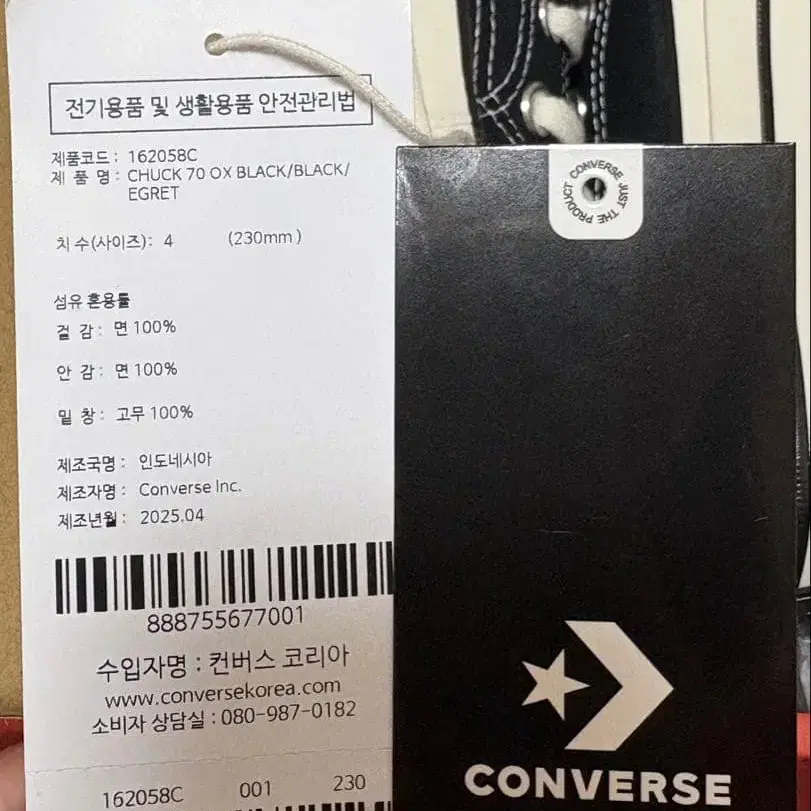 전기용품 및 생활용품 안전관리법
제품코드 : 162058C
제 품 명 : CHUCK 70 OX BLACK/BLACK/
EGRET
치 수(사이즈) : 4 (230mm )
섬유 혼용률
겉 감 : 면 100%
안 감 : 면 100%
밑 창 : 고무 100%
제조국명 : 인도네시아
제조자명 : Converse Inc.
제조년월 : 2025.04
888755677001
수입자명 : 컨버스 코리아
www.conversekorea.com
소비자 상담실 : 080-987-0182
162058C 001 230
CONVERSE JUST THE PRODUCT
CONVERSE